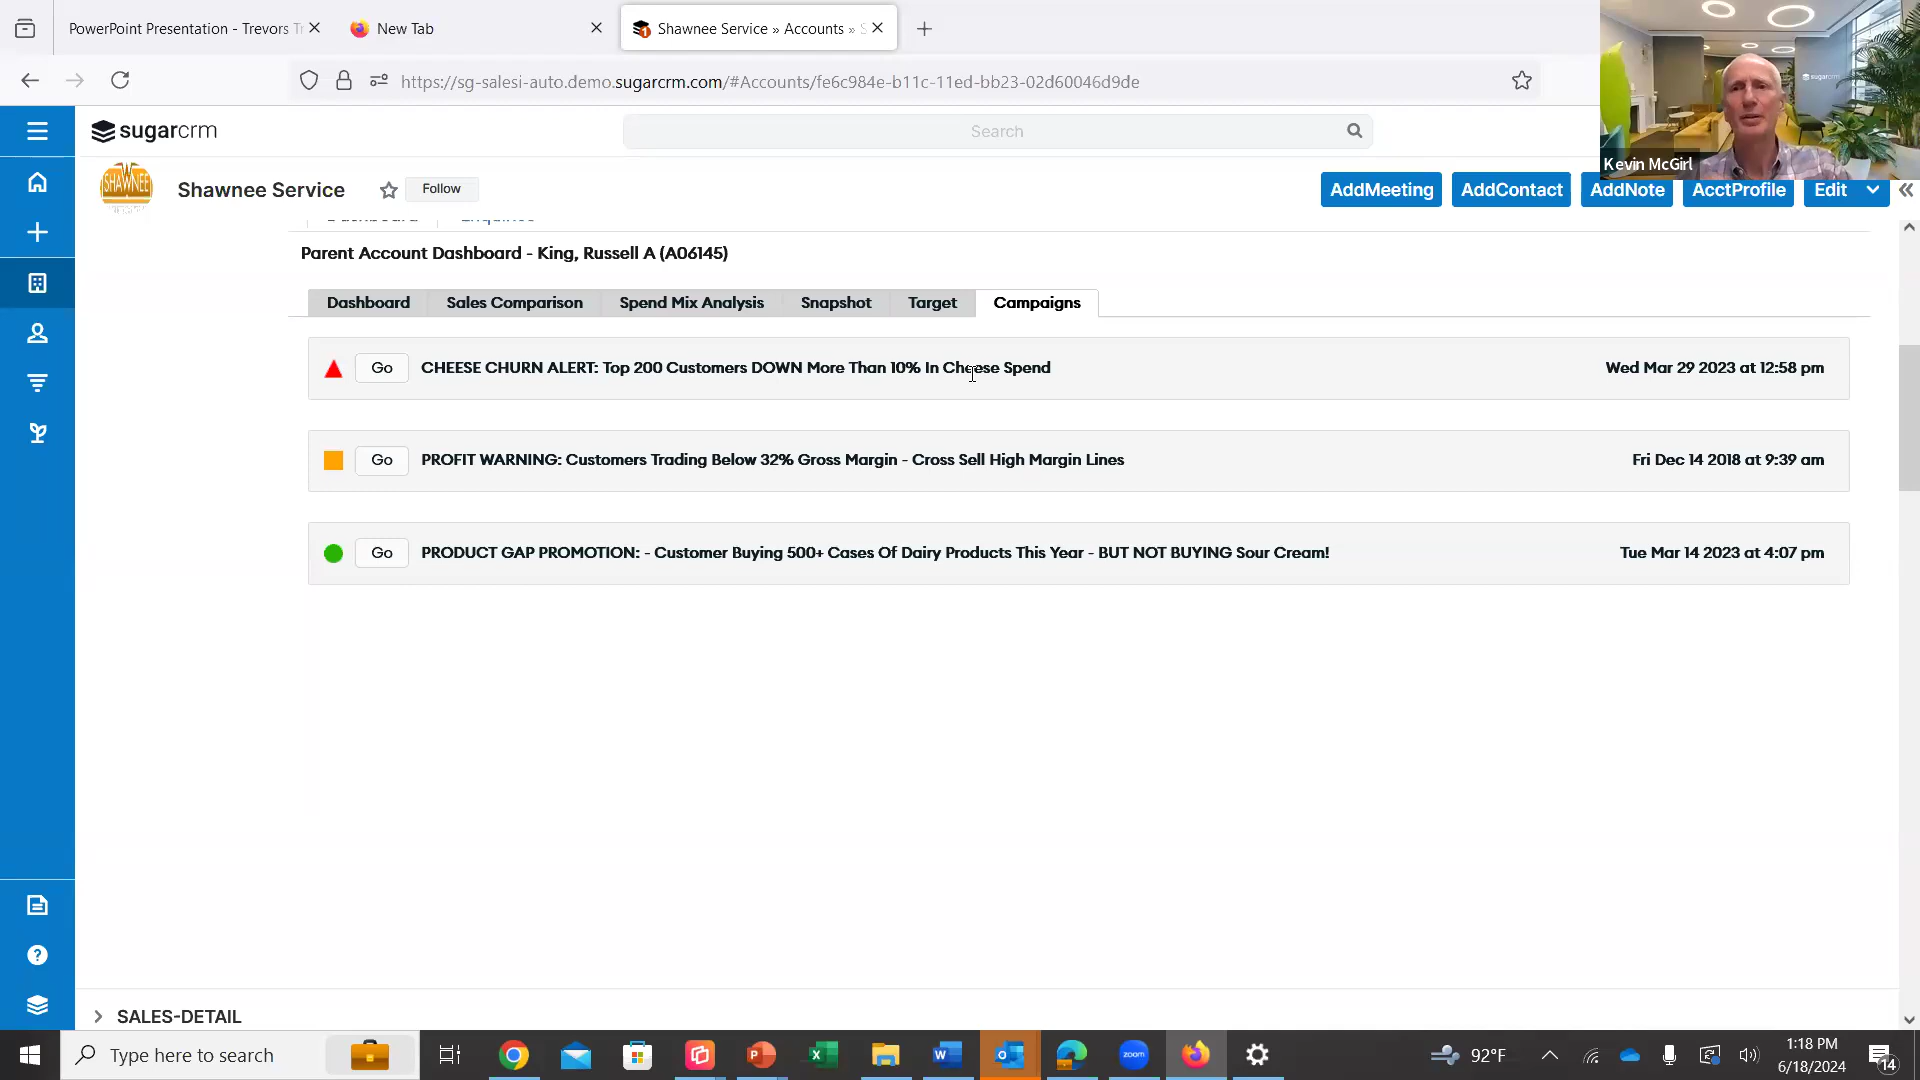 PowerPoint Presentation - Trevors Tr
New Tab
Shawnee Service » Accounts » S
https://sg-salesi-auto.demo.sugarcrm.com/#Accounts/fe6c984e-b11c-11ed-bb23-02d60046d9de
sugarcrm
Search
sugarcrm
Kevin McGirl
SHAWNEE
Shawnee Service
Follow
AddMeeting
AddContact
AddNote
AcctProfile
Edit
Dashboard
Enquiries
Parent Account Dashboard - King, Russell A (A06145)
Dashboard
Sales Comparison
Spend Mix Analysis
Snapshot
Target
Campaigns
Go
CHEESE CHURN ALERT: Top 200 Customers DOWN More Than 10% In Cheese Spend
Wed Mar 29 2023 at 12:58 pm
Go
PROFIT WARNING: Customers Trading Below 32% Gross Margin - Cross Sell High Margin Lines
Fri Dec 14 2018 at 9:39 am
Go
PRODUCT GAP PROMOTION: - Customer Buying 500+ Cases Of Dairy Products This Year - BUT NOT BUYING Sour Cream!
Tue Mar 14 2023 at 4:07 pm
SALES-DETAIL
Type here to search
zoom
92°F
1:18 PM
6/18/2024
14